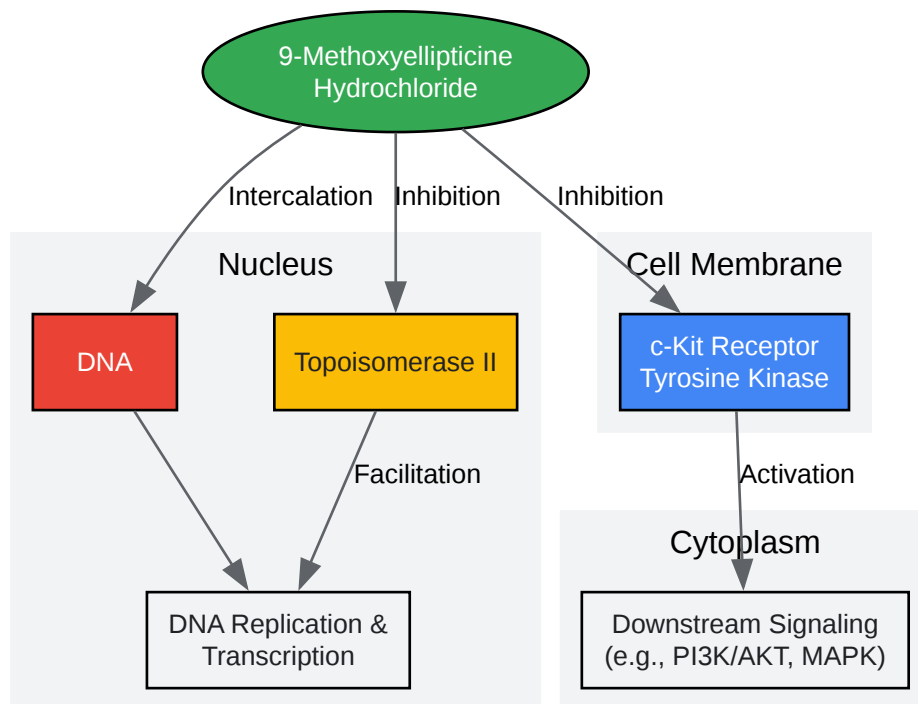 9-Methoxyellipticine
Hydrochloride
Intercalation
Inhibition
Inhibition
Nucleus
Cell Membrane
DNA
Topoisomerase II
c-Kit Receptor
Tyrosine Kinase
Facilitation
Activation
Cytoplasm
DNA Replication &
Transcription
Downstream Signaling
(e.g., PI3K/AKT, MAPK)